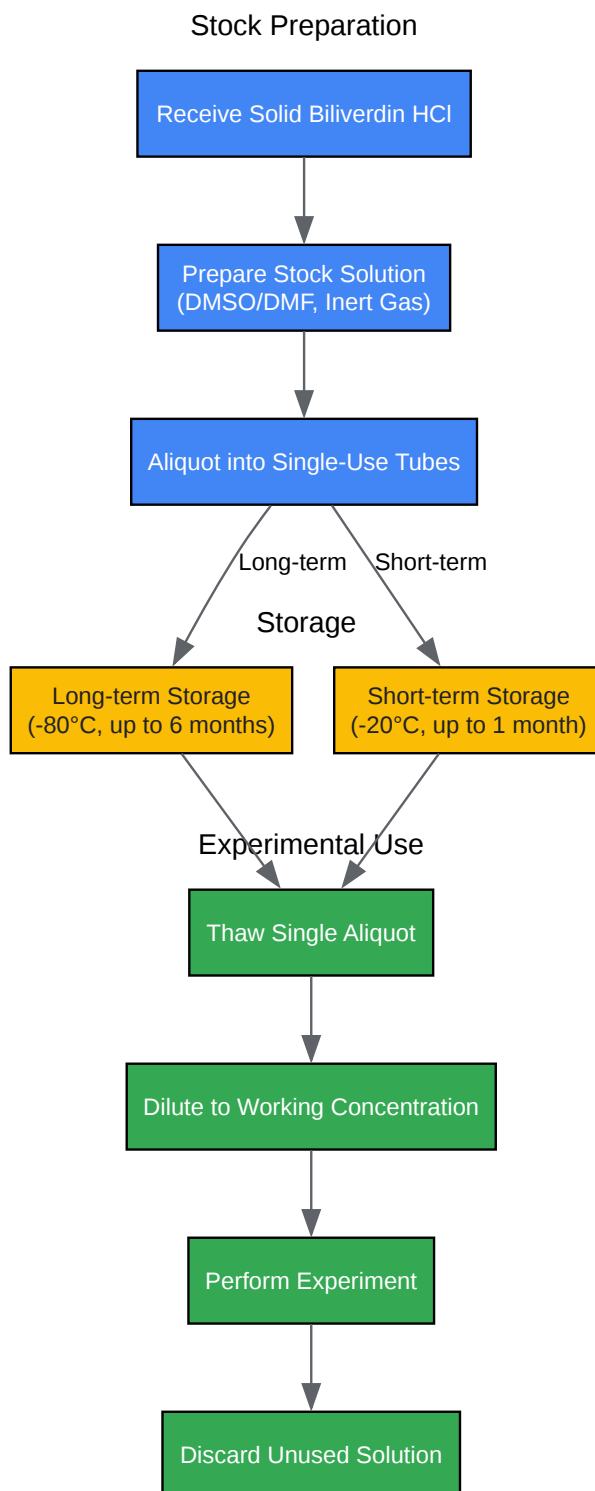 Stock Preparation
Receive Solid Biliverdin HCl
Prepare Stock Solution
(DMSO/DMF, Inert Gas)
Aliquot into Single-Use Tubes
Long-term
Short-term
Storage
Long-term Storage
(-80°C, up to 6 months)
Short-term Storage
(-20°C, up to 1 month)
Experimental Use
Thaw Single Aliquot
Dilute to Working Concentration
Perform Experiment
Discard Unused Solution